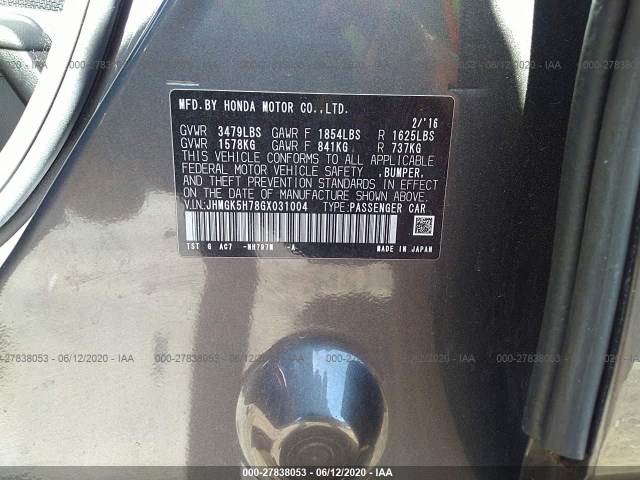 000-27838053 - 06/12/2020 - IAA
MFD.BY HONDA MOTOR CO.,LTD. 2/'16
GVWR 3479LBS GAWR F 1854LBS R 1625LBS
GVWR 1578KG GAWR F 841KG R 737KG
THIS VEHICLE CONFORMS TO ALL APPLICABLE
FEDERAL MOTOR VEHICLE SAFETY ,BUMPER,
AND THEFT PREVENTION STANDARDS IN EFFECT
ON THE DATE OF MANUFACTURE SHOWN ABOVE.
V.I.N:JHMGK5H78GX031004 TYPE:PASSENGER CAR
TST G AC7 -NH797M -A MADE IN JAPAN
000-27838053 - 06/12/2020 - IAA
000-27838053 - 06/12/2020 - IAA